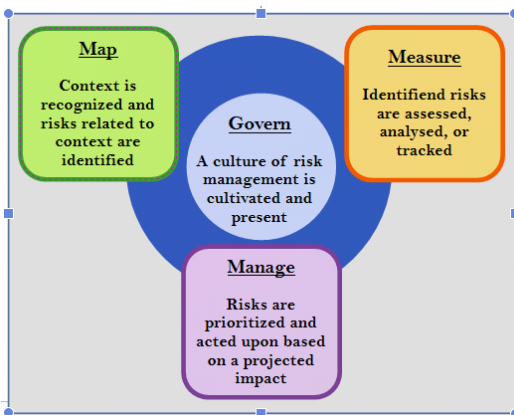 Map
Context is
recognized and
risks related to
context are
identified
Measure
Identifiend risks
are assessed,
analysed, or
tracked
Govern
A culture of risk
management is
cultivated and
present
Manage
Risks are
prioritized and
acted upon based
on a projected
impact